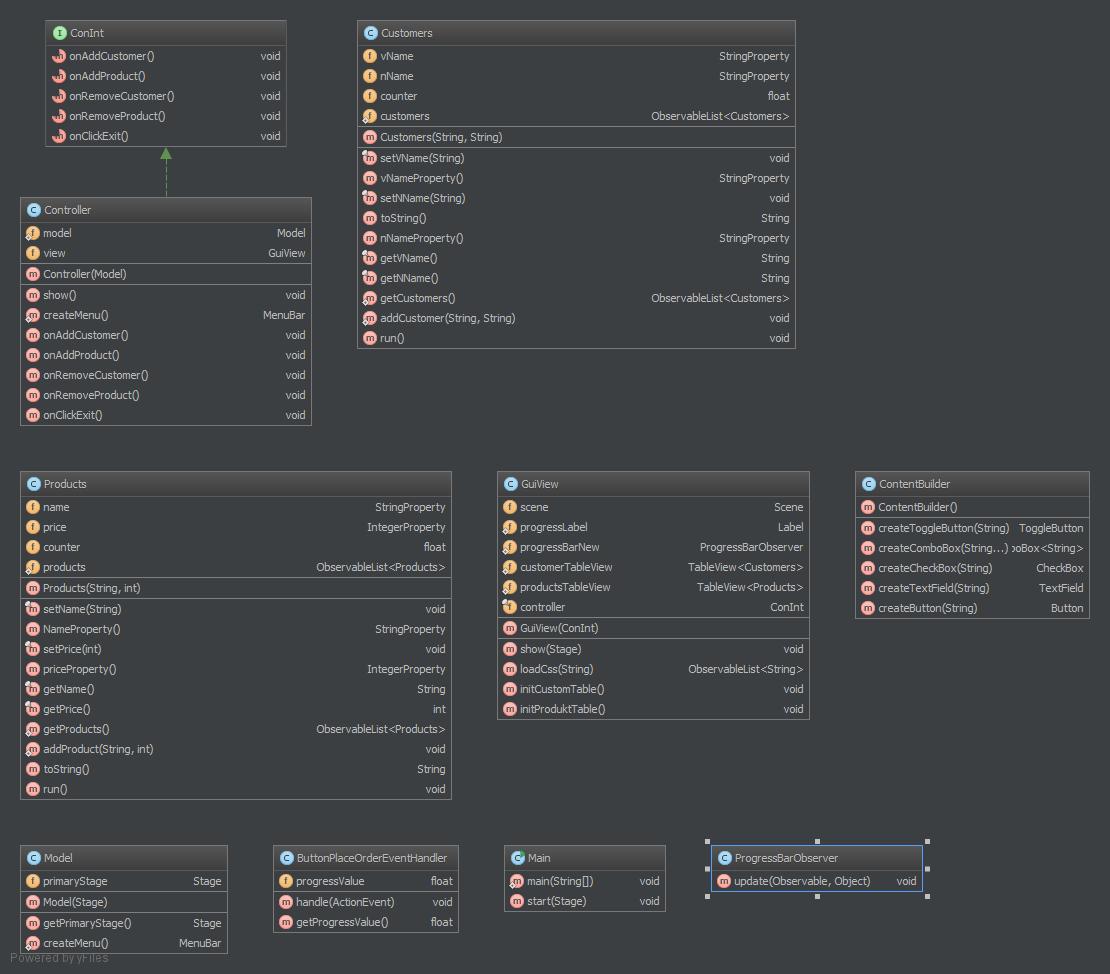 ConInt
onAddCustomer() void
onAddProduct() void
onRemoveCustomer() void
onRemoveProduct() void
onClickExit() void
Customers
vName StringProperty
nName StringProperty
counter float
customers ObservableList<Customers>
Customers(String, String)
setVName(String) void
vNameProperty() StringProperty
setNName(String) void
toString() String
nNameProperty() StringProperty
getVName() String
getNName() String
getCustomers() ObservableList<Customers>
addCustomer(String, String) void
run() void
Controller
model Model
view GuiView
Controller(Model)
show() void
createMenu() MenuBar
onAddCustomer() void
onAddProduct() void
onRemoveCustomer() void
onRemoveProduct() void
onClickExit() void
Products
name StringProperty
price IntegerProperty
counter float
products ObservableList<Products>
Products(String, int)
setName(String) void
NameProperty() StringProperty
setPrice(int) void
priceProperty() IntegerProperty
getName() String
getPrice() int
getProducts() ObservableList<Products>
addProduct(String, int) void
toString() String
run() void
GuiView
scene Scene
progressLabel Label
progressBarNew ProgressBarObserver
customerTableView TableView<Customers>
productsTableView TableView<Products>
controller ConInt
GuiView(ConInt)
show(Stage) void
loadCss(String) ObservableList<String>
initCustomTable() void
initProduktTable() void
ContentBuilder
ContentBuilder()
createToggleButton(String) ToggleButton
createComboBox(String...) oBox<String>
createCheckBox(String) CheckBox
createTextField(String) TextField
createButton(String) Button
Model
primaryStage Stage
Model(Stage)
getPrimaryStage() Stage
createMenu() MenuBar
ButtonPlaceOrderEventHandler
progressValue float
handle(ActionEvent) void
getProgressValue() float
Main
main(String[]) void
start(Stage) void
ProgressBarObserver
update(Observable, Object) void
Powered by yFiles